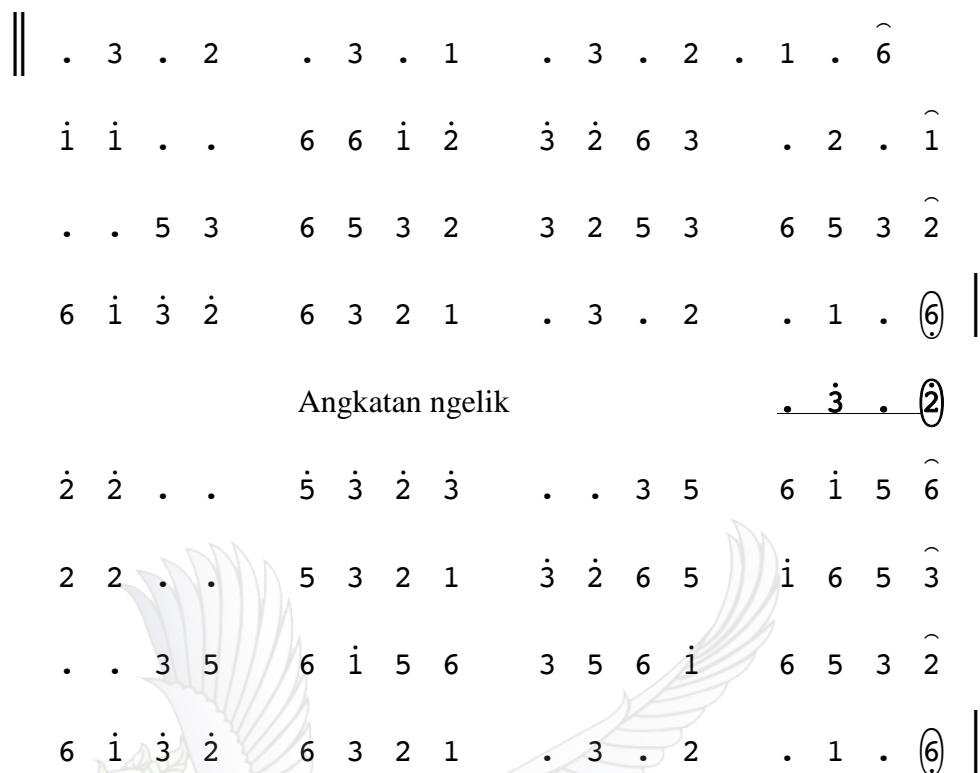 ‖ . 3 . 2 . 3 . 1 . 3 . 2 . 1 . 6̑
1̇ 1̇ . . 6 6 1̇ 2̇ 3̇ 2̇ 6 3 . 2 . 1̑
. . 5 3 6 5 3 2 3 2 5 3 6 5 3 2̑
6 1̇ 3̇ 2̇ 6 3 2 1 . 3 . 2 . 1 . (6̣) |
Angkatan ngelik . 3̇ . (2̇)
2̇ 2̇ . . 5̇ 3̇ 2̇ 3̇ . . 3 5 6 1̇ 5 6̑
2 2 . . 5 3 2 1 3̇ 2̇ 6 5 1̇ 6 5 3̑
. . 3 5 6 1̇ 5 6 3 5 6 1̇ 6 5 3 2̑
6 1̇ 3̇ 2̇ 6 3 2 1 . 3 . 2 . 1 . (6̣) |